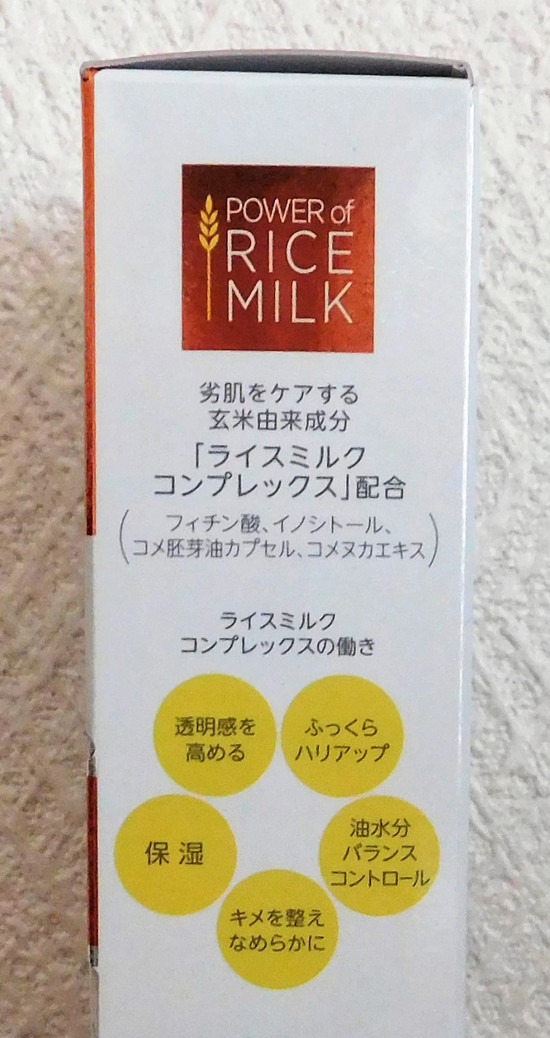 POWER of
RICE
MILK
劣肌をケアする
玄米由来成分
「ライスミルク
コンプレックス」配合
(フィチン酸、イノシトール、
コメ胚芽油カプセル、コメヌカエキス)
ライスミルク
コンプレックスの働き
透明感を
高める
ふっくら
ハリアップ
保 湿
油水分
バランス
コントロール
キメを整え
なめらかに